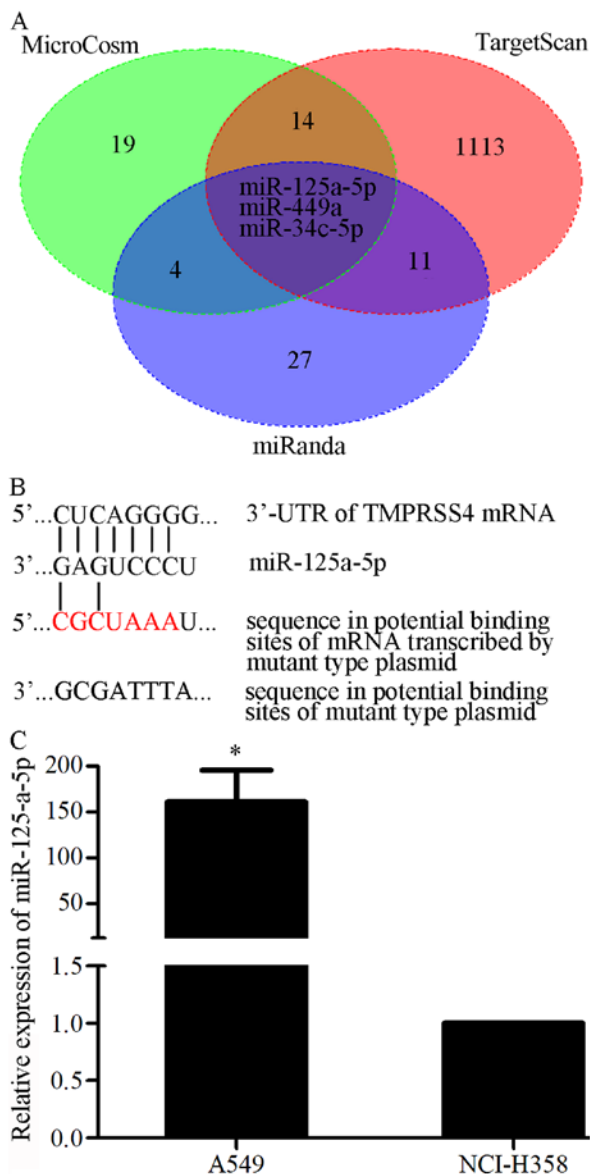 A
MicroCosm
TargetScan
19
14
1113
miR-125a-5p
miR-449a
miR-34c-5p
4
11
27
miRanda
B
5’...CUCAGGGG... 3’-UTR of TMPRSS4 mRNA
3’...GAGUCCCU miR-125a-5p
5’...CGCUAAAU... sequence in potential binding
sites of mRNA transcribed by
mutant type plasmid
3’...GCGATTTA... sequence in potential binding
sites of mutant type plasmid
C
Relative expression of miR-125-a-5p
*
200
150
100
50
1.5
1.0
0.5
0.0
A549
NCI-H358